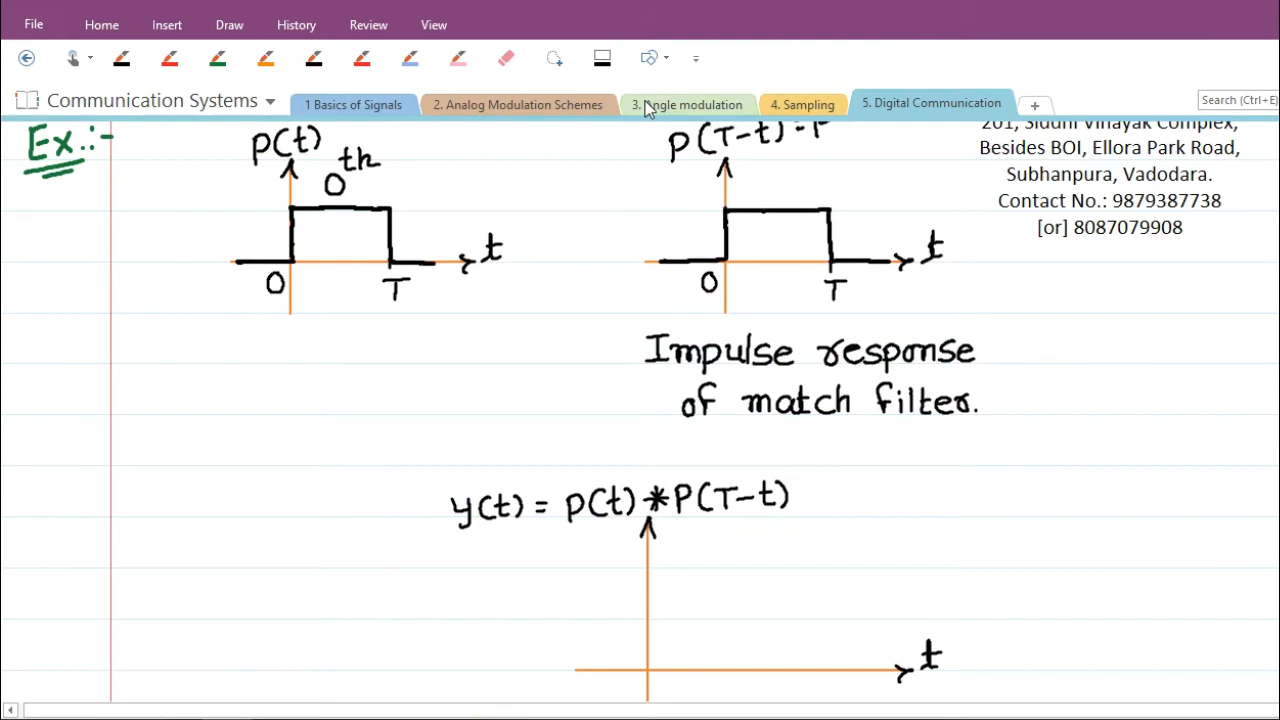 File Home Insert Draw History Review View
Communication Systems 1 Basics of Signals 2. Analog Modulation Schemes 3. Angle modulation 4. Sampling 5. Digital Communication + Search (Ctrl+E)
Ex.:-
P(t)
0th
0 T t
P(T-t) = P
0 T t
201, Siddhi Vinayak Complex,
Besides BOI, Ellora Park Road,
Subhanpura, Vadodara.
Contact No.: 9879387738
[or] 8087079908
Impulse response
of match filter.
y(t) = P(t) * P(T-t)
t